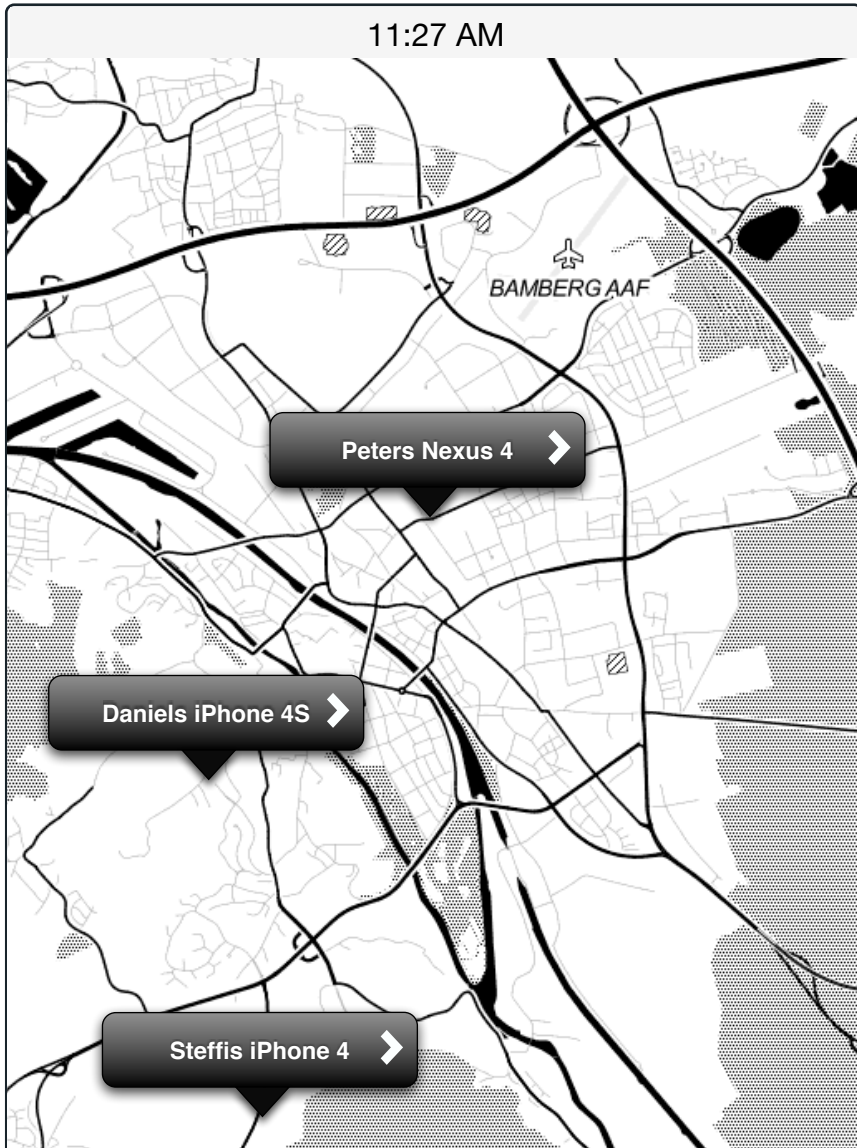 11:27 AM
BAMBERG AAF
Peters Nexus 4
Daniels iPhone 4S
Steffis iPhone 4